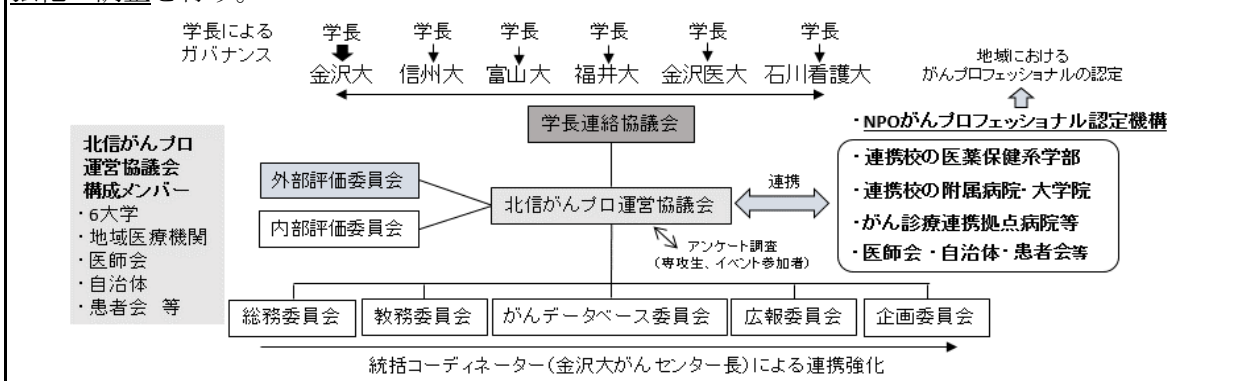 学長による
ガバナンス
学長 学長 学長 学長 学長 学長
金沢大 信州大 富山大 福井大 金沢医大 石川看護大
学長連絡協議会
地域における
がんプロフェッショナルの認定
・NPOがんプロフェッショナル認定機構
北信がんプロ
運営協議会
構成メンバー
・6大学
・地域医療機関
・医師会
・自治体
・患者会 等
外部評価委員会
内部評価委員会
北信がんプロ運営協議会
連携
・連携校の医薬保健系学部
・連携校の附属病院・大学院
・がん診療連携拠点病院等
・医師会・自治体・患者会等
アンケート調査
(専攻生、イベント参加者)
総務委員会 教務委員会 がんデータベース委員会 広報委員会 企画委員会
統括コーディネーター(金沢大がんセンター長)による連携強化